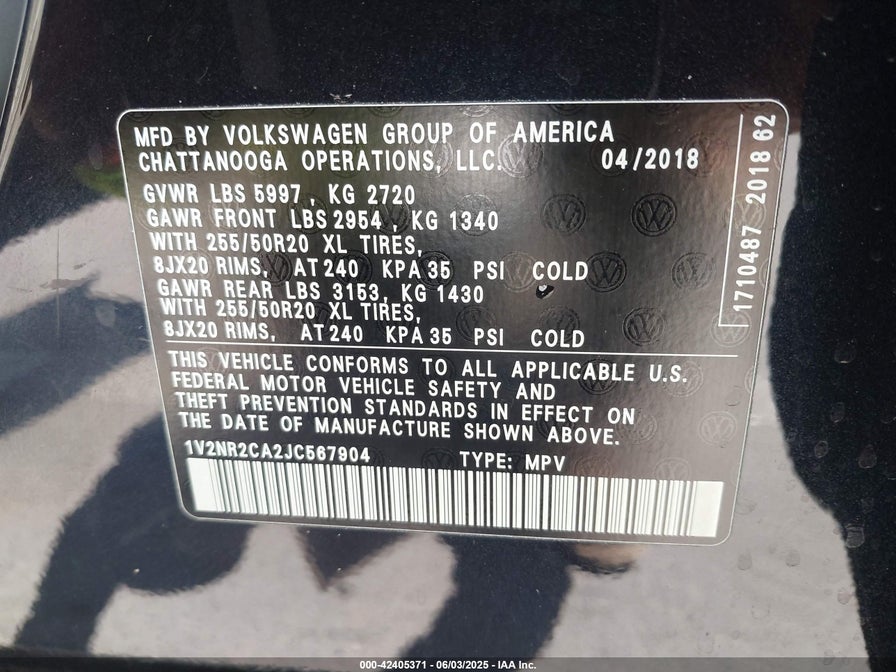 MFD BY VOLKSWAGEN GROUP OF AMERICA
CHATTANOOGA OPERATIONS, LLC. 04/2018
GVWR LBS 5997 , KG 2720
GAWR FRONT LBS 2954 , KG 1340
WITH 255/50R20 XL TIRES,
8JX20 RIMS, AT 240 KPA 35 PSI COLD
GAWR REAR LBS 3153, KG 1430
WITH 255/50R20 XL TIRES,
8JX20 RIMS, AT 240 KPA 35 PSI COLD
1710487 2018 62
THIS VEHICLE CONFORMS TO ALL APPLICABLE U.S.
FEDERAL MOTOR VEHICLE SAFETY AND
THEFT PREVENTION STANDARDS IN EFFECT ON
THE DATE OF MANUFACTURE SHOWN ABOVE.
1V2NR2CA2JC567904 TYPE: MPV
000-42405371 - 06/03/2025 - IAA Inc.